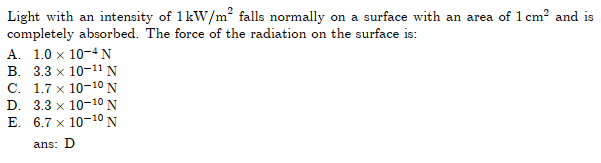 Light with an intensity of 1 kW/m² falls normally on a surface with an area of 1 cm² and is
completely absorbed. The force of the radiation on the surface is:
A. 1.0 × 10⁻⁴ N
B. 3.3 × 10⁻¹¹ N
C. 1.7 × 10⁻¹⁰ N
D. 3.3 × 10⁻¹⁰ N
E. 6.7 × 10⁻¹⁰ N
ans: D